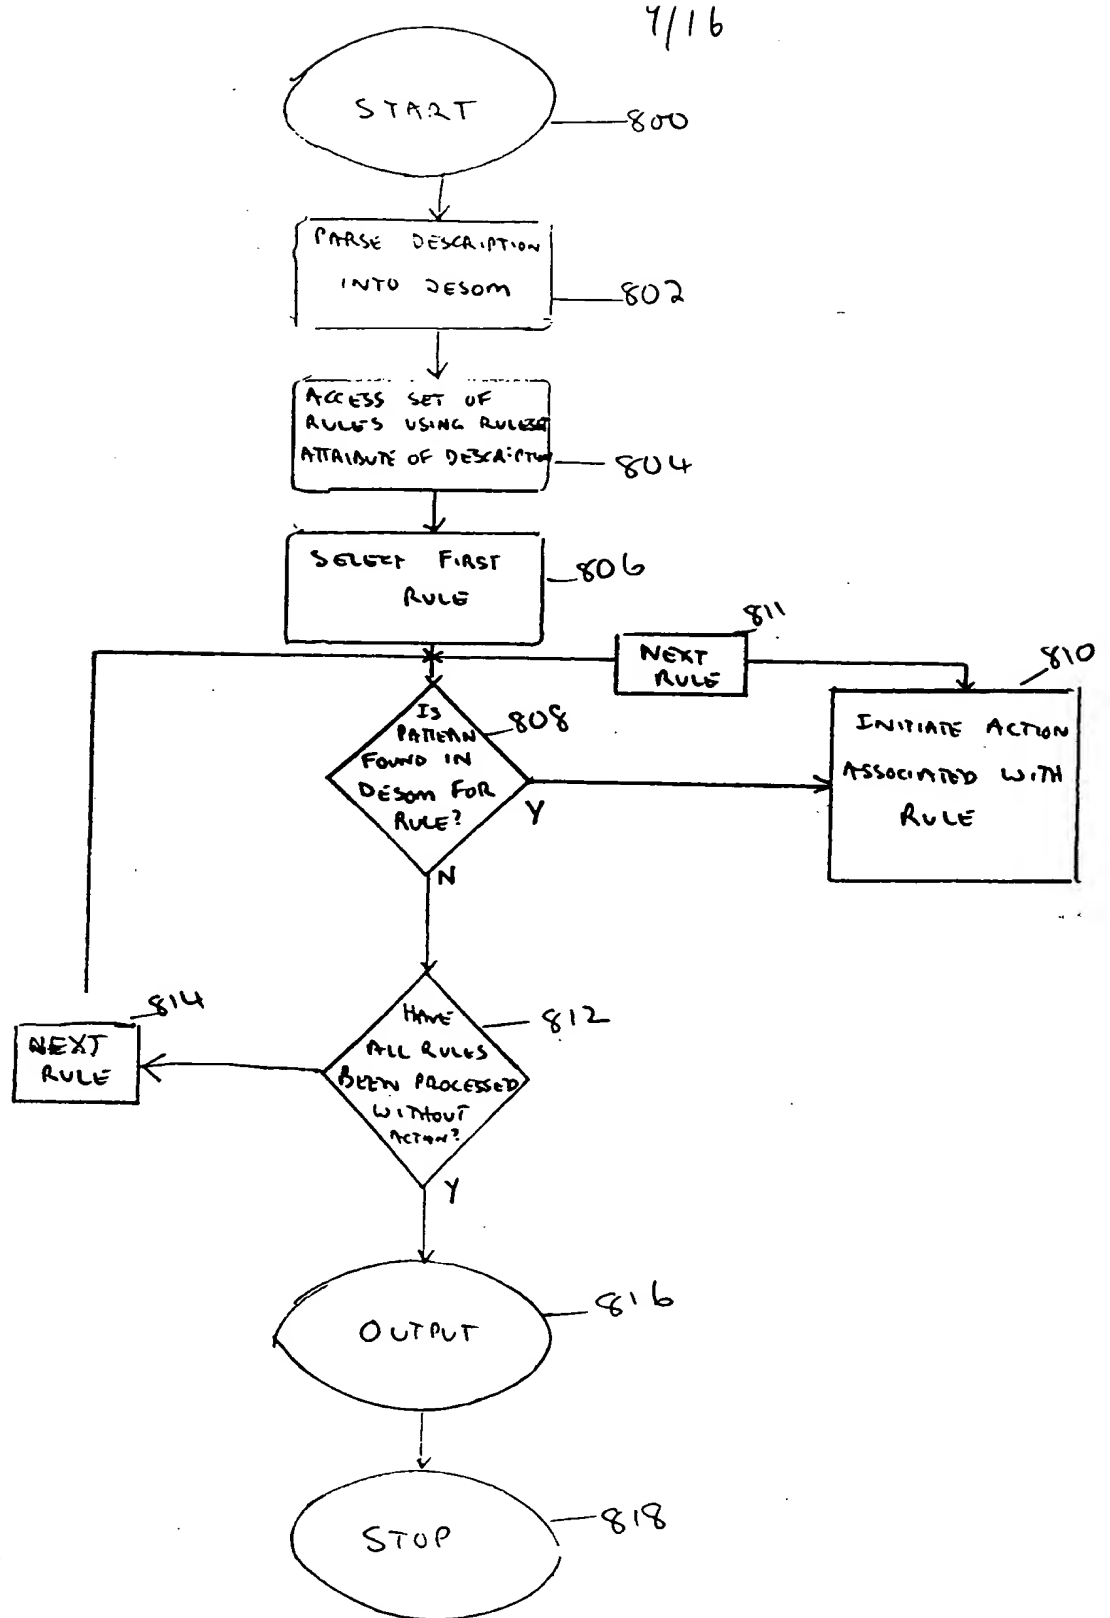 4/16
START
800
PARSE DESCRIPTION
INTO DESOM
802
ACCESS SET OF
RULES USING RULESET
ATTRIBUTE OF DESCRIPTION
804
SELECT FIRST
RULE
806
811
NEXT
RULE
810
INITIATE ACTION
ASSOCIATED WITH
RULE
IS
PATTERN
FOUND IN
DESOM FOR
RULE?
808
Y
N
814
NEXT
RULE
HAVE
ALL RULES
BEEN PROCESSED
WITHOUT
ACTION?
812
Y
OUTPUT
816
STOP
818